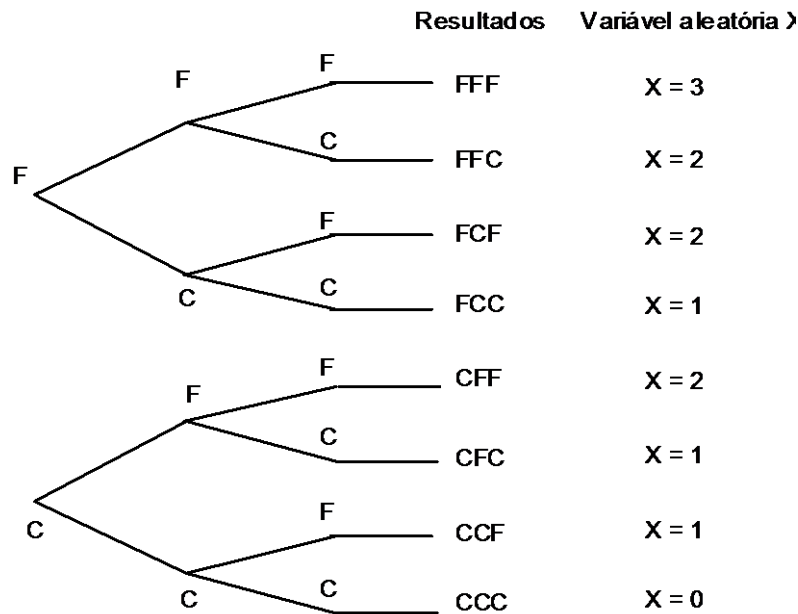 Resultados Variável aleatória X
F
F FFF X = 3
C FFC X = 2
F
F FCF X = 2
C
C FCC X = 1
F
F CFF X = 2
C CFC X = 1
C
F CCF X = 1
C
C CCC X = 0